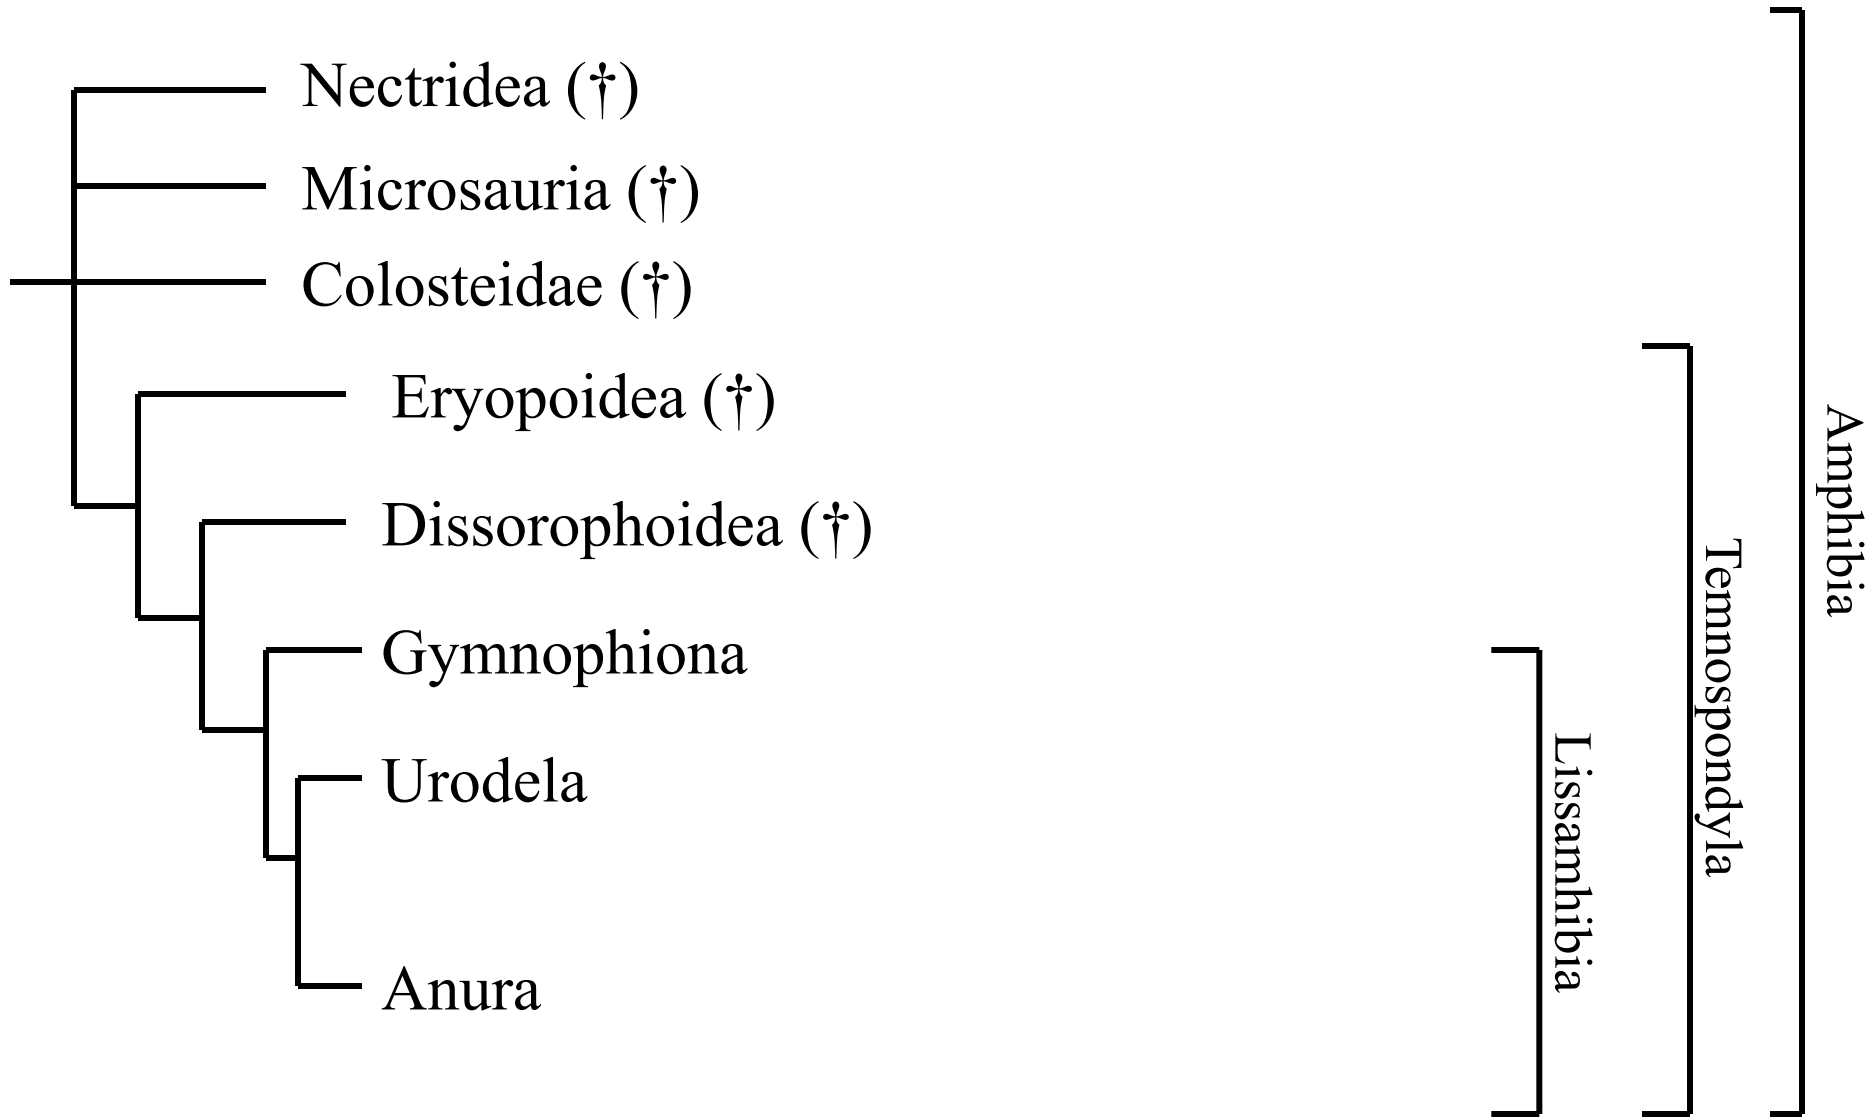 Nectridea (†)
Microsauria (†)
Colosteidae (†)
Eryopoidea (†)
Dissorophoidea (†)
Gymnophiona
Urodela
Anura
Lissamhibia
Temnospondyla
Amphibia